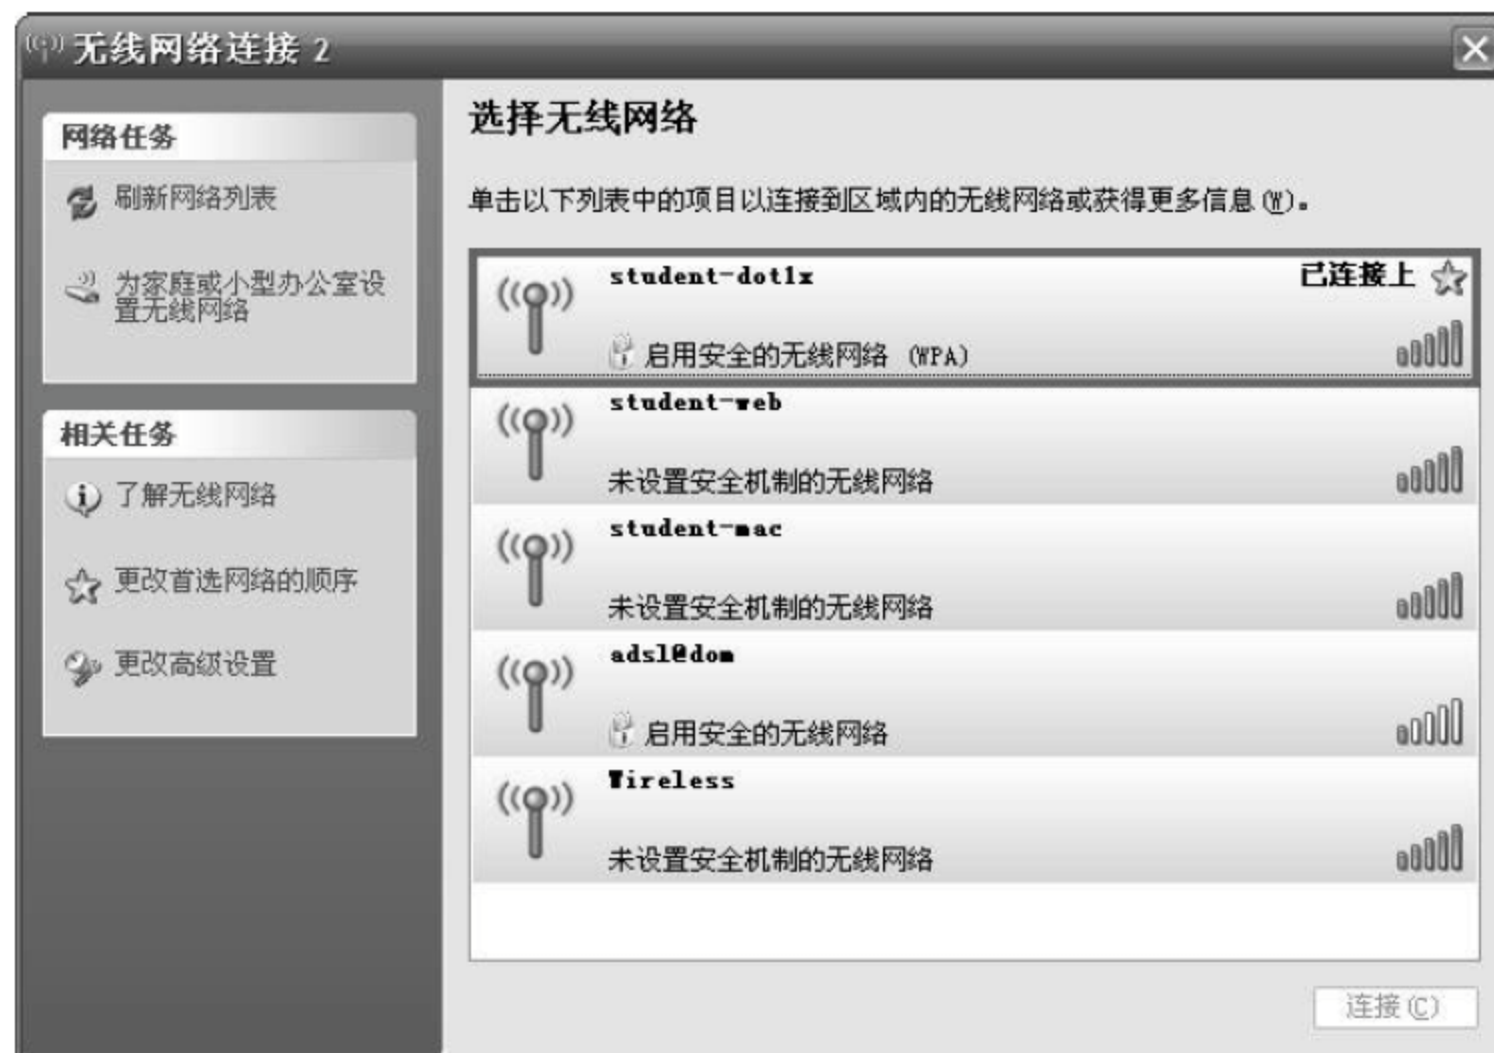 无线网络连接 2
网络任务
刷新网络列表
为家庭或小型办公室设
置无线网络
相关任务
了解无线网络
更改首选网络的顺序
更改高级设置
选择无线网络
单击以下列表中的项目以连接到区域内的无线网络或获得更多信息(W)。
student-dot1x 已连接上
启用安全的无线网络 (WPA)
student-web
未设置安全机制的无线网络
student-mac
未设置安全机制的无线网络
adsl@dom
启用安全的无线网络
Wireless
未设置安全机制的无线网络
连接(C)